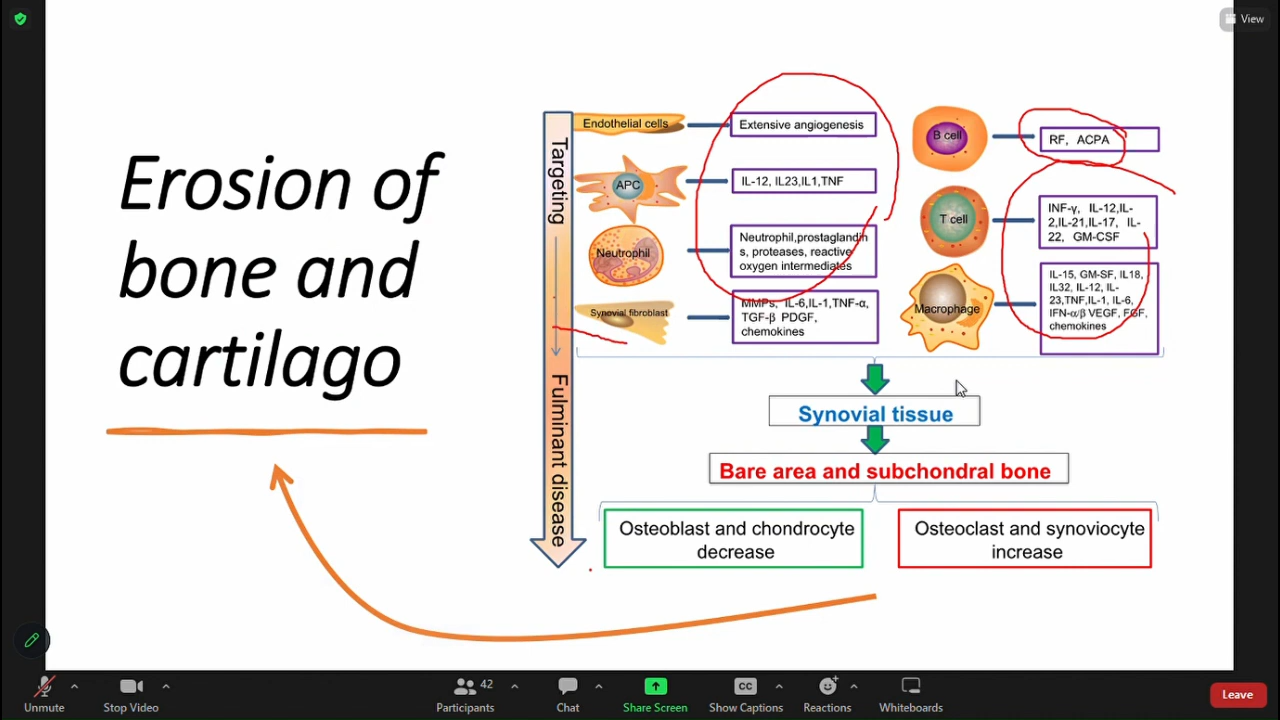 View
Erosion of
bone and
cartilago
Targeting
Fulminant disease
Endothelial cells
Extensive angiogenesis
APC
IL-12, IL23,IL1,TNF
Neutrophil
Neutrophil,prostaglandin
s, proteases, reactive
oxygen intermediates
Synovial fibroblast
MMPs, IL-6,IL-1,TNF-α,
TGF-β PDGF,
chemokines
B cell
RF, ACPA
T cell
INF-γ, IL-12,IL-
2,IL-21,IL-17, IL-
22, GM-CSF
Macrophage
IL-15, GM-SF, IL18,
IL32, IL-12, IL-
23,TNF,IL-1, IL-6,
IFN-α/β VEGF, FGF,
chemokines
Synovial tissue
Bare area and subchondral bone
Osteoblast and chondrocyte
decrease
Osteoclast and synoviocyte
increase
Unmute
Stop Video
42
Participants
Chat
Share Screen
CC
Show Captions
Reactions
Whiteboards
Leave